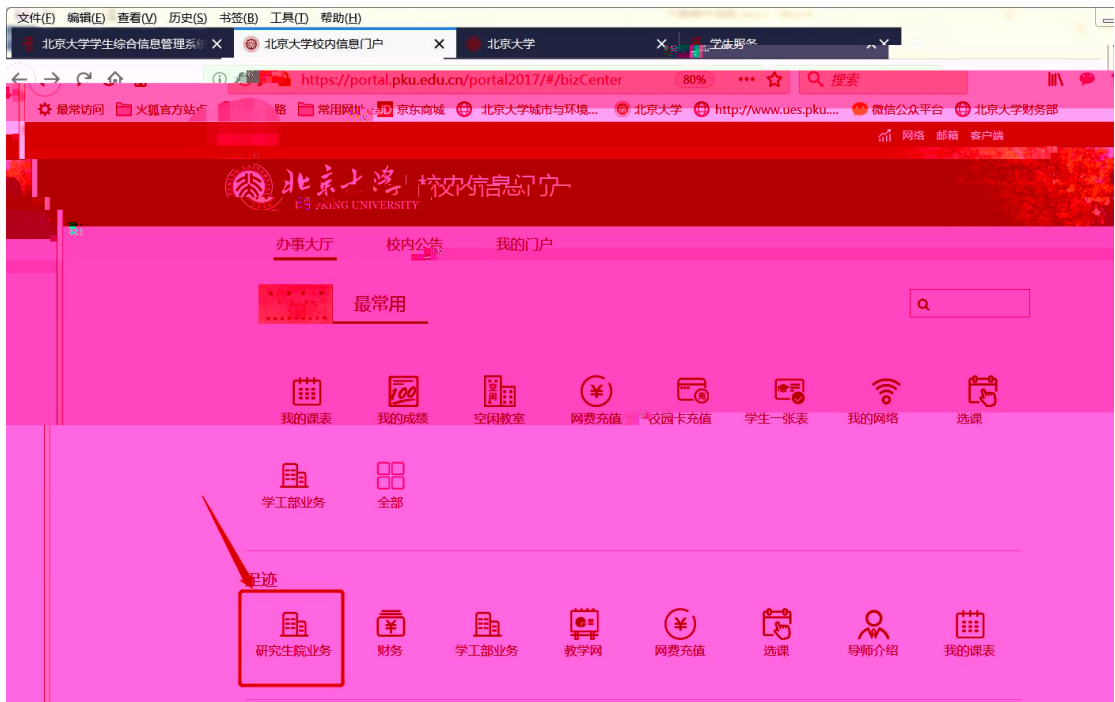 文件(F) 编辑(E) 查看(V) 历史(S) 书签(B) 工具(T) 帮助(H)
北京大学学生综合信息管理系统 北京大学校内信息门户 北京大学
https://portal.pku.edu.cn/portal2017/#/bizCenter 80% 搜索
最常访问 火狐官方站点 常用网址 JD 京东商城 北京大学城市与环境... 北京大学 http://www.ues.pku.... 微信公众平台 北京大学财务部
网络 邮箱 客户端
北京大学 校内信息门户
PEKING UNIVERSITY
办事大厅 校内公告 我的门户
最常用
我的课表 我的成绩 空闲教室 网费充值 校园卡充值 学生一张表 我的网络 选课
学工部业务 全部
足迹
研究生院业务 财务 学工部业务 教学网 网费充值 选课 导师介绍 我的课表